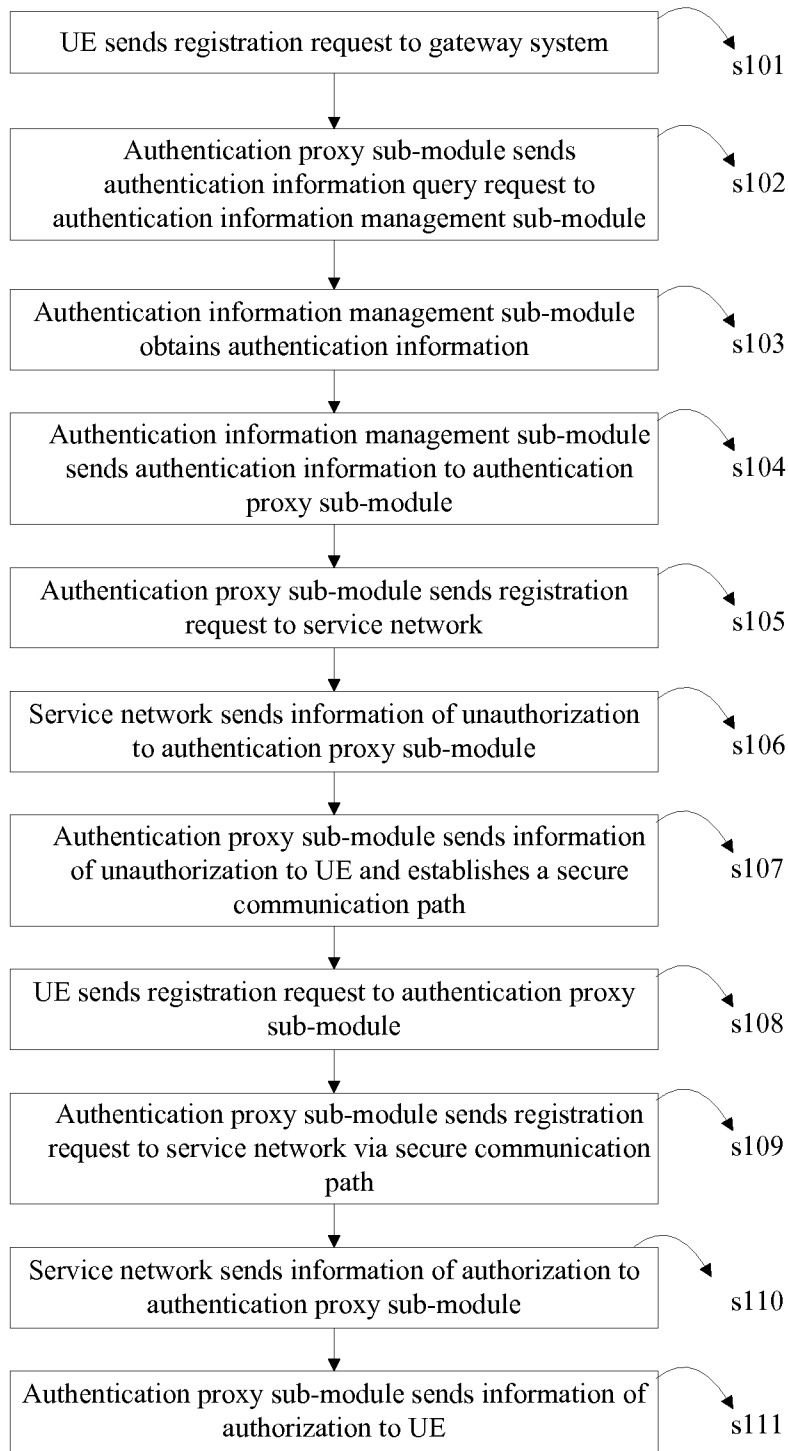 UE sends registration request to gateway system
s101
Authentication proxy sub-module sends
authentication information query request to
authentication information management sub-module
s102
Authentication information management sub-module
obtains authentication information
s103
Authentication information management sub-module
sends authentication information to authentication
proxy sub-module
s104
Authentication proxy sub-module sends registration
request to service network
s105
Service network sends information of unauthorization
to authentication proxy sub-module
s106
Authentication proxy sub-module sends information
of unauthorization to UE and establishes a secure
communication path
s107
UE sends registration request to authentication proxy
sub-module
s108
Authentication proxy sub-module sends registration
request to service network via secure communication
path
s109
Service network sends information of authorization to
authentication proxy sub-module
s110
Authentication proxy sub-module sends information of
authorization to UE
s111